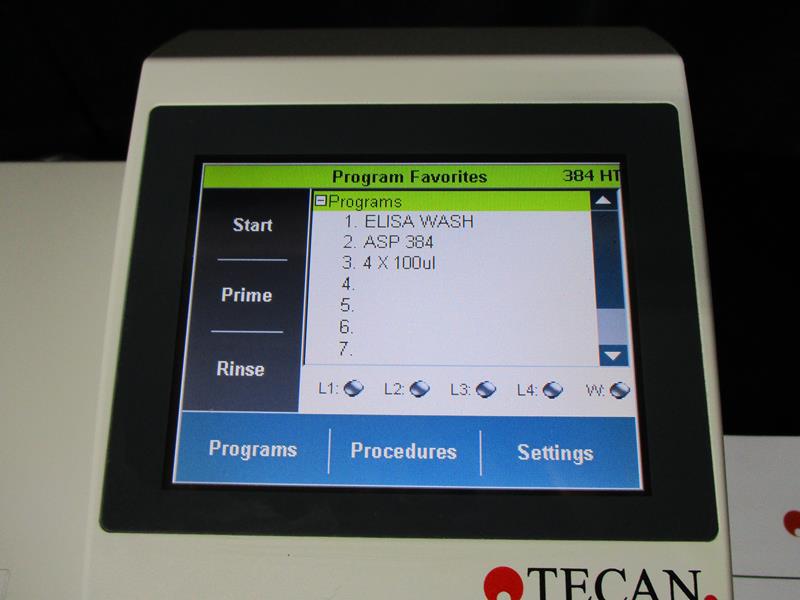 Program Favorites 384 HT
Start
Prime
Rinse
Programs
1. ELISA WASH
2. ASP 384
3. 4 X 100ul
4.
5.
6.
7.
L1: L2: L3: L4: W:
Programs Procedures Settings
TECAN